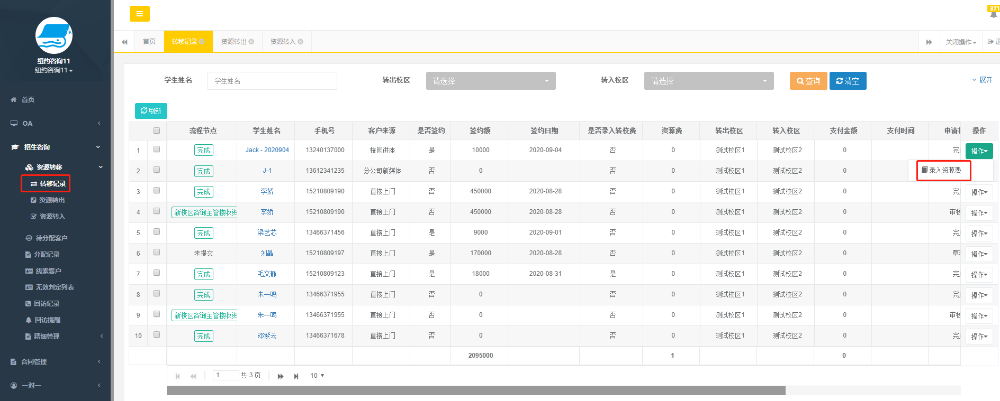 纽约咨询11
纽约咨询11
首页
OA
招生咨询
资源转移
转移记录
资源转出
资源转入
待分配客户
分配记录
线索客户
无效判定列表
回访记录
回访提醒
精细管理
合同管理
一对一
371
首页 转移记录 资源转出 资源转入 关闭操作
学生姓名 学生姓名 转出校区 请选择 转入校区 请选择 查询 清空 展开
刷新
流程节点 学生姓名 手机号 客户来源 是否签约 签约额 签约日期 是否录入转校费 资源费 转出校区 转入校区 支付金额 支付时间 申请 操作
1 完成 Jack - 2020904 13240137000 校园讲座 是 10000 2020-09-04 否 0 测试校区1 测试校区2 0 完 操作
2 完成 J-1 13612341235 分公司新媒体 否 0 否 0 测试校区1 测试校区2 0 录入资源费
3 完成 李娇 15210809190 直接上门 否 450000 2020-08-28 否 0 测试校区1 测试校区2 0 完 操作
4 新校区咨询主管接收资 李娇 15210809190 直接上门 否 450000 2020-08-28 否 0 测试校区1 测试校区2 0 审核 操作
5 完成 梁艺芯 13466371456 直接上门 是 9000 2020-09-01 否 0 测试校区1 测试校区2 0 完 操作
6 未提交 刘晶 15210809197 直接上门 是 170000 2020-08-28 否 0 测试校区1 测试校区2 0 草 操作
7 完成 毛文静 15210809123 直接上门 是 18000 2020-08-31 是 0 测试校区1 测试校区2 0 完 操作
8 完成 朱一鸣 13466371955 直接上门 否 0 否 0 测试校区1 测试校区2 0 完 操作
9 新校区咨询主管接收资 朱一鸣 13466371955 直接上门 否 0 否 0 测试校区1 测试校区2 0 审核 操作
10 完成 邓紫云 13466371678 直接上门 否 0 否 0 测试校区1 测试校区2 0 完 操作
2095000 1 0
1 共 3 页 10